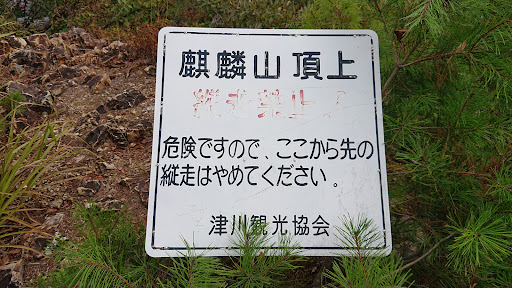 麒麟山頂上
縦走禁止
危険ですので、ここから先の
縦走はやめてください。
津川観光協会